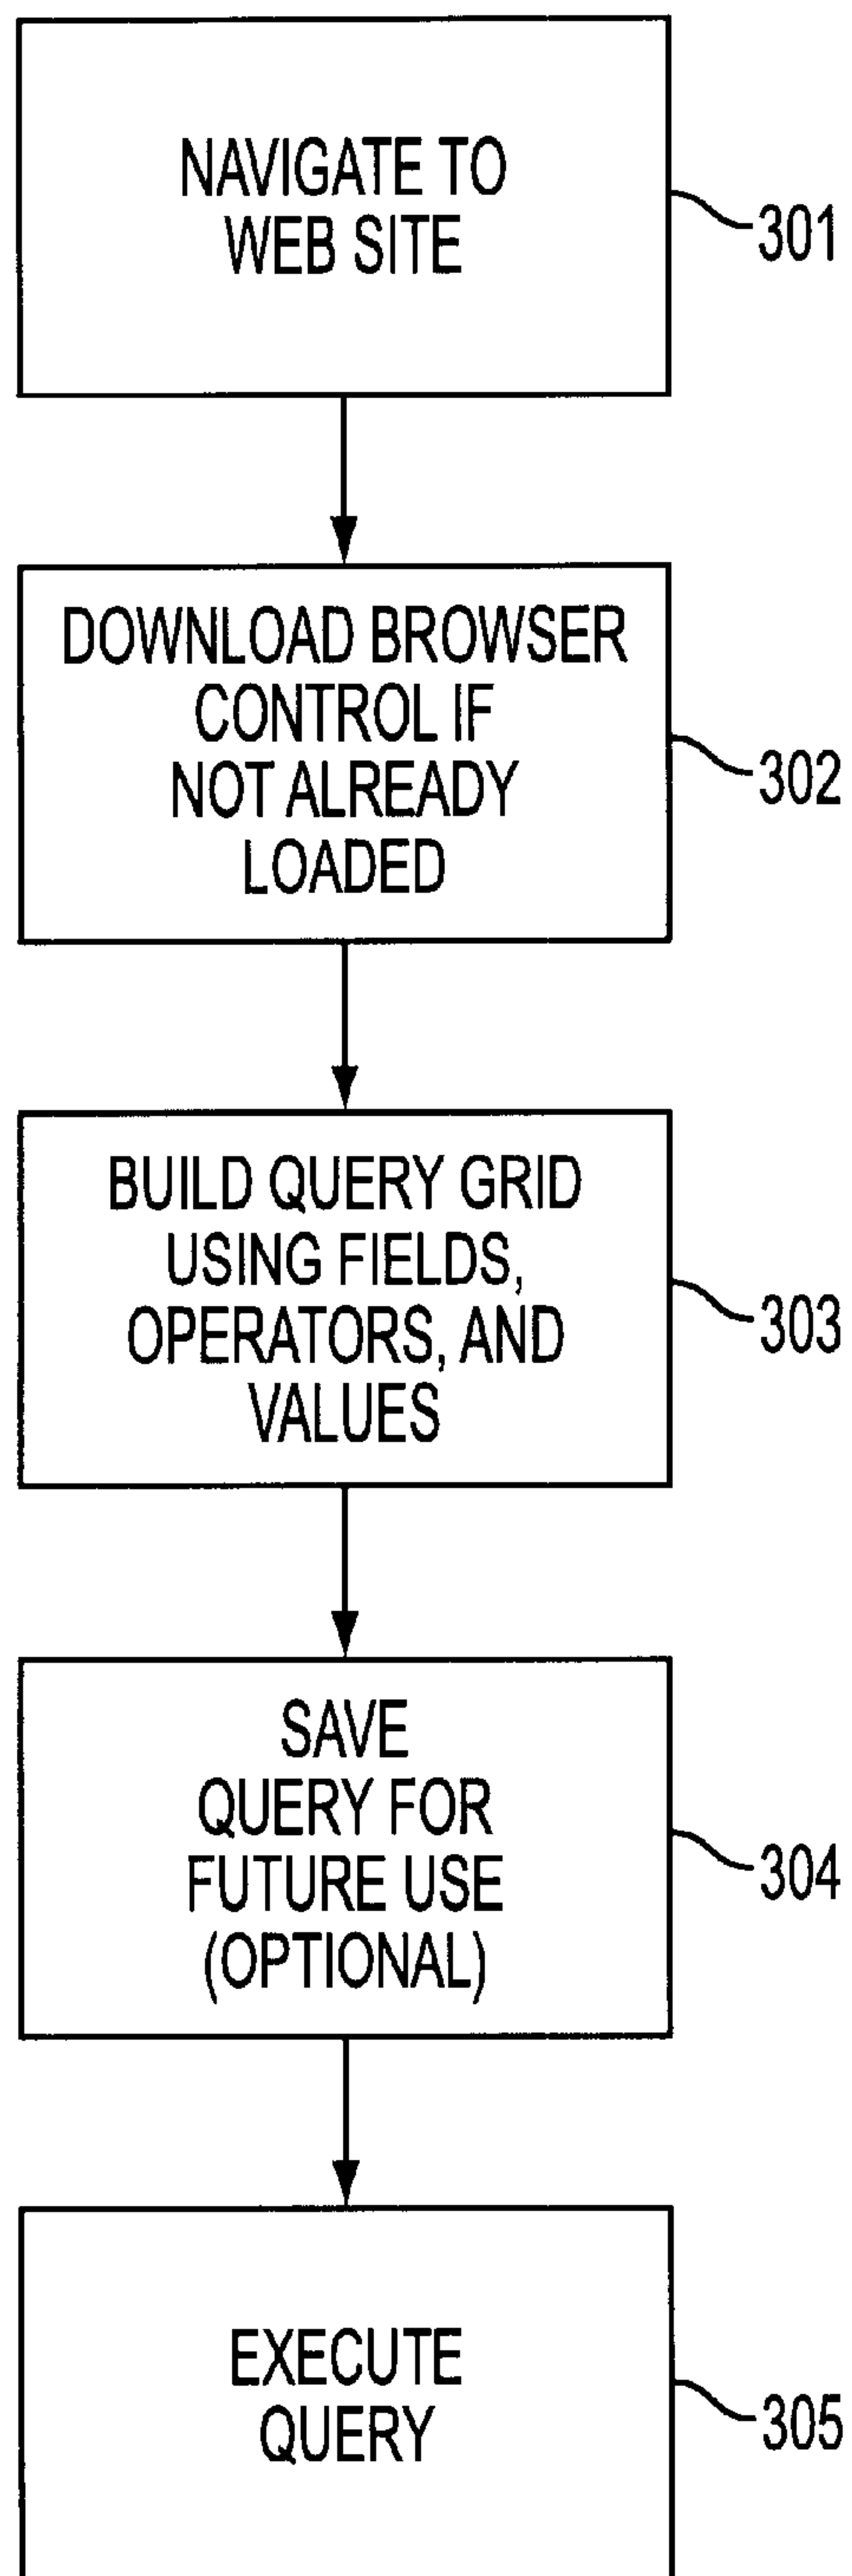 NAVIGATE TO
WEB SITE
301
DOWNLOAD BROWSER
CONTROL IF
NOT ALREADY
LOADED
302
BUILD QUERY GRID
USING FIELDS,
OPERATORS, AND
VALUES
303
SAVE
QUERY FOR
FUTURE USE
(OPTIONAL)
304
EXECUTE
QUERY
305